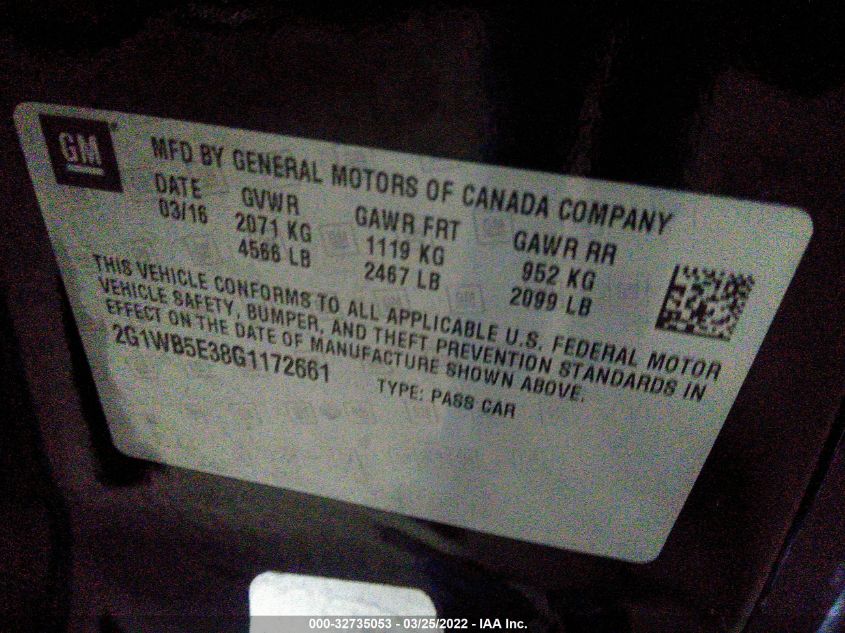 GM
MFD BY GENERAL MOTORS OF CANADA COMPANY
DATE GVWR GAWR FRT GAWR RR
03/16 2071 KG 1119 KG 952 KG
4566 LB 2467 LB 2099 LB
THIS VEHICLE CONFORMS TO ALL APPLICABLE U.S. FEDERAL MOTOR
VEHICLE SAFETY, BUMPER, AND THEFT PREVENTION STANDARDS IN
EFFECT ON THE DATE OF MANUFACTURE SHOWN ABOVE.
2G1WB5E38G1172661 TYPE: PASS CAR
000-32735053 - 03/25/2022 - IAA Inc.